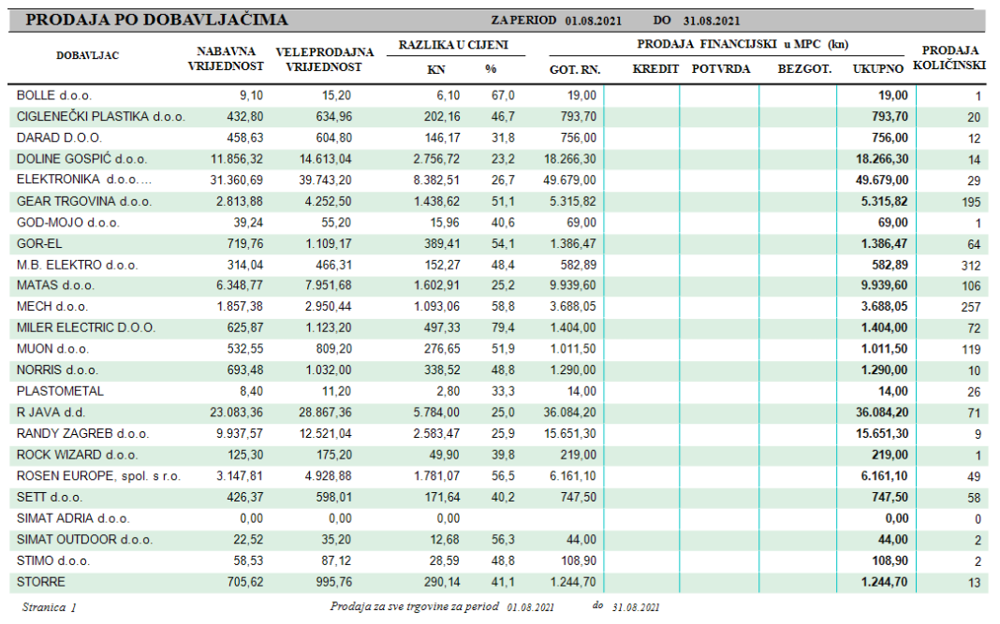 PRODAJA PO DOBAVLJAČIMA ZA PERIOD 01.08.2021 DO 31.08.2021
DOBAVLJAC NABAVNA VRIJEDNOST VELEPRODAJNA VRIJEDNOST RAZLIKA U CIJENI PRODAJA FINANCIJSKI u MPC (kn) PRODAJA KOLIČINSKI
KN % GOT. RN. KREDIT POTVRDA BEZGOT. UKUPNO
BOLLE d.o.o. 9,10 15,20 6,10 67,0 19,00 19,00 1
CIGLENEČKI PLASTIKA d.o.o. 432,80 634,96 202,16 46,7 793,70 793,70 20
DARAD D.O.O. 458,63 604,80 146,17 31,8 756,00 756,00 12
DOLINE GOSPIĆ d.o.o. 11.856,32 14.613,04 2.756,72 23,2 18.266,30 18.266,30 14
ELEKTRONIKA d.o.o.... 31.360,69 39.743,20 8.382,51 26,7 49.679,00 49.679,00 29
GEAR TRGOVINA d.o.o. 2.813,88 4.252,50 1.438,62 51,1 5.315,82 5.315,82 195
GOD-MOJO d.o.o. 39,24 55,20 15,96 40,6 69,00 69,00 1
GOR-EL 719,76 1.109,17 389,41 54,1 1.386,47 1.386,47 64
M.B. ELEKTRO d.o.o. 314,04 466,31 152,27 48,4 582,89 582,89 312
MATAS d.o.o. 6.348,77 7.951,68 1.602,91 25,2 9.939,60 9.939,60 106
MECH d.o.o. 1.857,38 2.950,44 1.093,06 58,8 3.688,05 3.688,05 257
MILER ELECTRIC D.O.O. 625,87 1.123,20 497,33 79,4 1.404,00 1.404,00 72
MUON d.o.o. 532,55 809,20 276,65 51,9 1.011,50 1.011,50 119
NORRIS d.o.o. 693,48 1.032,00 338,52 48,8 1.290,00 1.290,00 10
PLASTOMETAL 8,40 11,20 2,80 33,3 14,00 14,00 26
R JAVA d.d. 23.083,36 28.867,36 5.784,00 25,0 36.084,20 36.084,20 71
RANDY ZAGREB d.o.o. 9.937,57 12.521,04 2.583,47 25,9 15.651,30 15.651,30 9
ROCK WIZARD d.o.o. 125,30 175,20 49,90 39,8 219,00 219,00 1
ROSEN EUROPE, spol. s r.o. 3.147,81 4.928,88 1.781,07 56,5 6.161,10 6.161,10 49
SETT d.o.o. 426,37 598,01 171,64 40,2 747,50 747,50 58
SIMAT ADRIA d.o.o. 0,00 0,00 0,00 0,00 0
SIMAT OUTDOOR d.o.o. 22,52 35,20 12,68 56,3 44,00 44,00 2
STIMO d.o.o. 58,53 87,12 28,59 48,8 108,90 108,90 2
STORRE 705,62 995,76 290,14 41,1 1.244,70 1.244,70 13
Stranica 1 Prodaja za sve trgovine za period 01.08.2021 do 31.08.2021